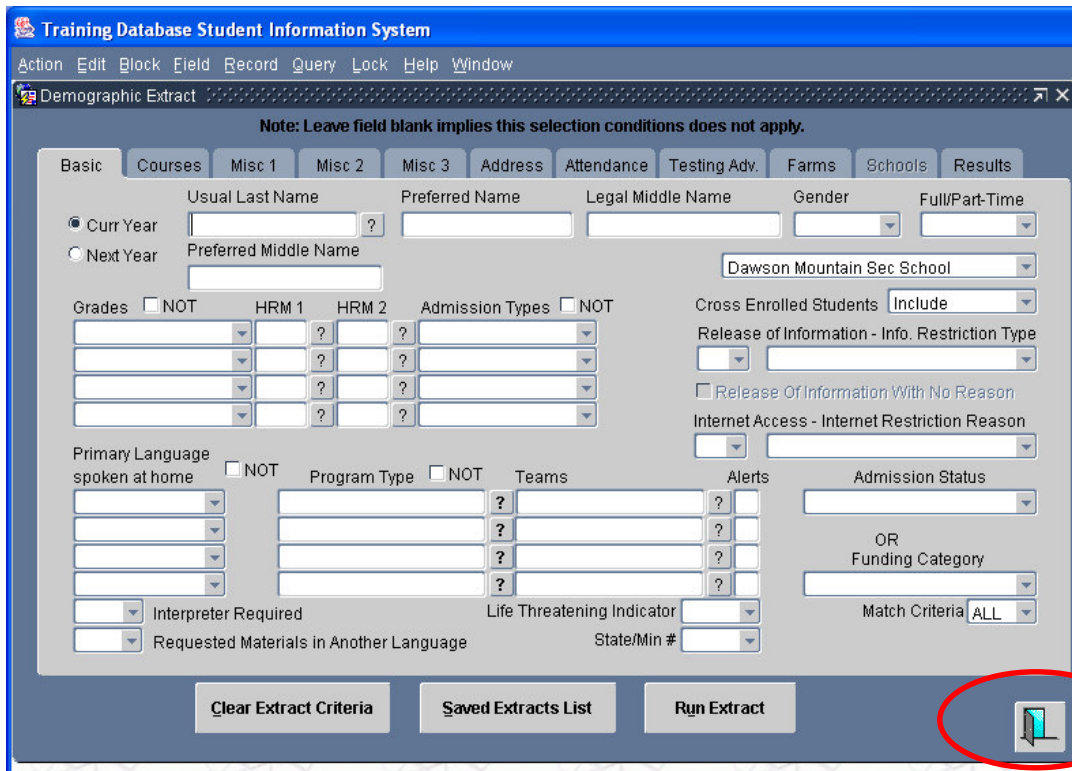 Training Database Student Information System
Action Edit Block Field Record Query Lock Help Window
Demographic Extract
Note: Leave field blank implies this selection conditions does not apply.
Basic Courses Misc 1 Misc 2 Misc 3 Address Attendance Testing Adv. Farms Schools Results
Usual Last Name Preferred Name Legal Middle Name Gender Full/Part-Time
Curr Year ?
Next Year Preferred Middle Name
Dawson Mountain Sec School
Grades NOT HRM 1 HRM 2 Admission Types NOT Cross Enrolled Students Include
? ? Release of Information - Info. Restriction Type
? ?
? ? Release Of Information With No Reason
? ? Internet Access - Internet Restriction Reason
Primary Language
spoken at home NOT Program Type NOT Teams Alerts Admission Status
? ?
? ? OR
? ? Funding Category
? ?
Interpreter Required Life Threatening Indicator Match Criteria ALL
Requested Materials in Another Language State/Min #
Clear Extract Criteria Saved Extracts List Run Extract